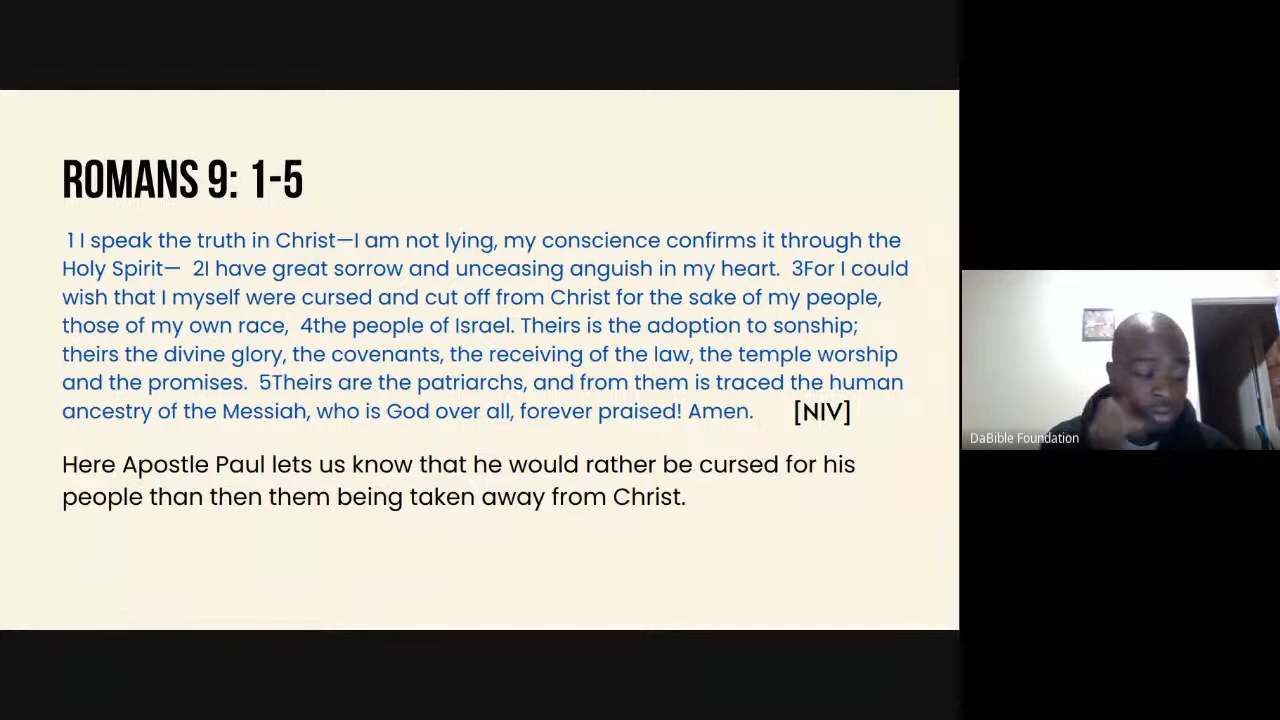 ROMANS 9: 1-5
1 I speak the truth in Christ—I am not lying, my conscience confirms it through the
Holy Spirit— 2I have great sorrow and unceasing anguish in my heart. 3For I could
wish that I myself were cursed and cut off from Christ for the sake of my people,
those of my own race, 4the people of Israel. Theirs is the adoption to sonship;
theirs the divine glory, the covenants, the receiving of the law, the temple worship
and the promises. 5Theirs are the patriarchs, and from them is traced the human
ancestry of the Messiah, who is God over all, forever praised! Amen. [NIV]
Here Apostle Paul lets us know that he would rather be cursed for his
people than then them being taken away from Christ.
DaBible Foundation